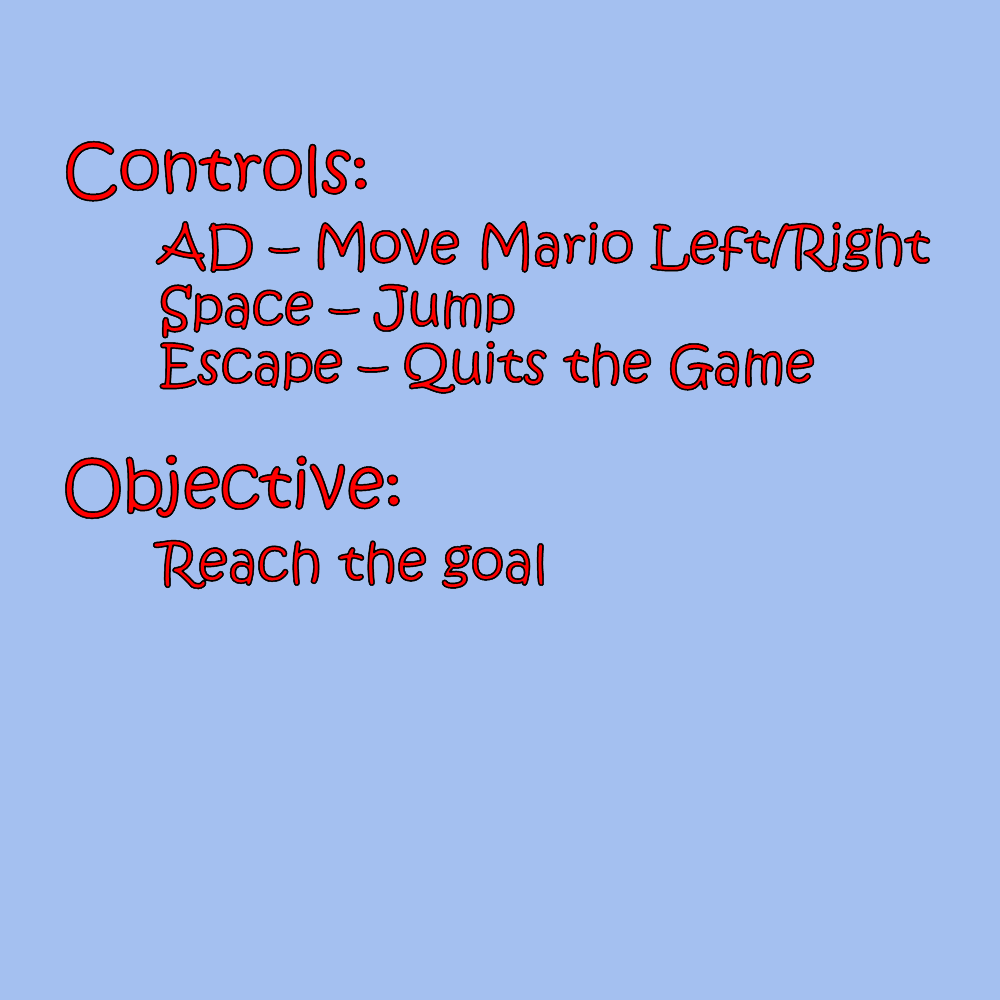 Controls:
AD – Move Mario Left/Right
Space – Jump
Escape – Quits the Game
Objective:
Reach the goal